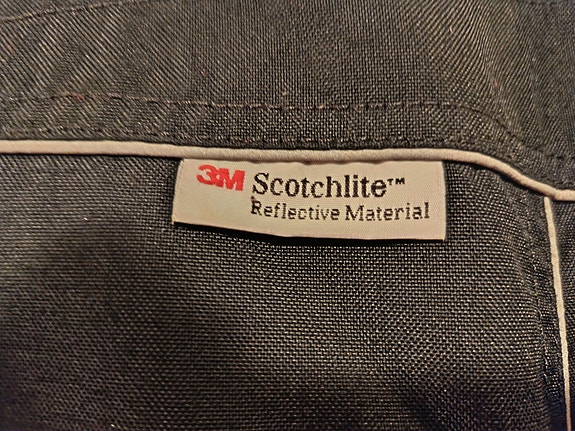 3M Scotchlite™
Reflective Material